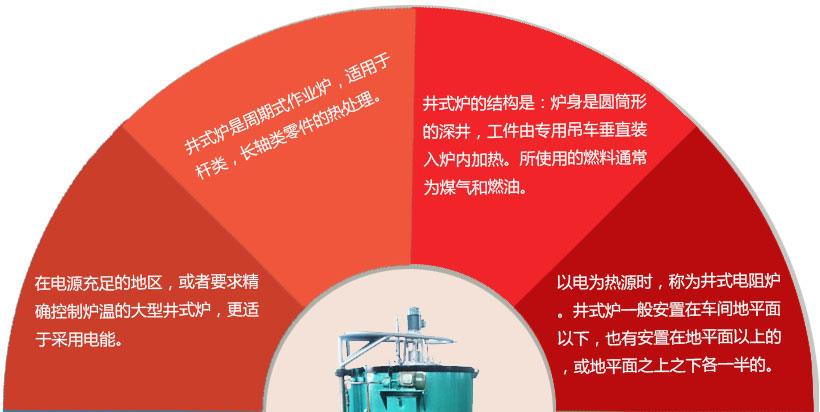 井式炉是周期式作业炉，适用于
杆类，长轴类零件的热处理。
井式炉的结构是：炉身是圆筒形
的深井，工件由专用吊车垂直装
入炉内加热。所使用的燃料通常
为煤气和燃油。
在电源充足的地区，或者要求精
确控制炉温的大型井式炉，更适
于采用电能。
以电为热源时，称为井式电阻炉
。井式炉一般安置在车间地平面
以下，也有安置在地平面以上的
，或地平面之上之下各一半的。